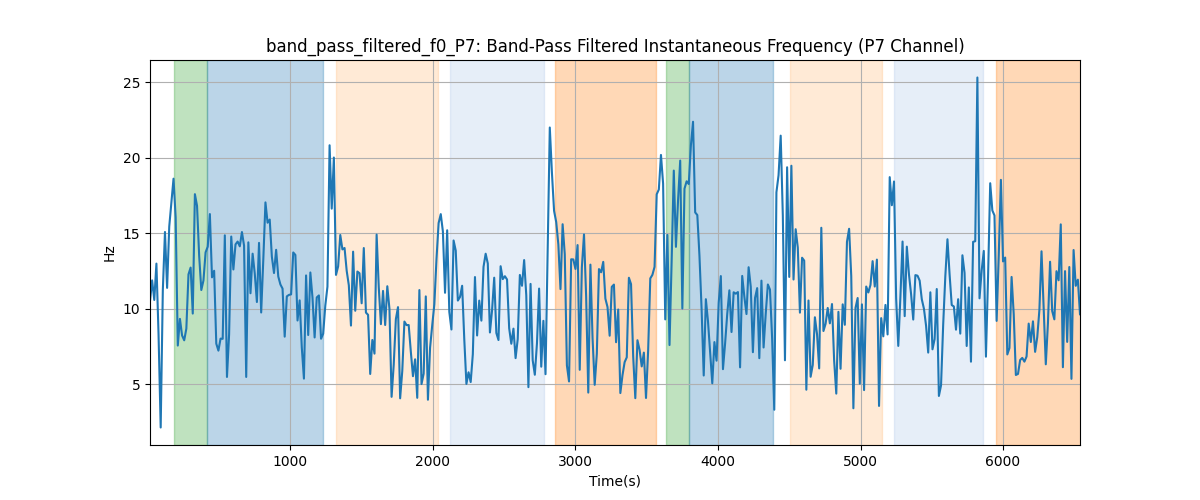 band_pass_filtered_f0_P7: Band-Pass Filtered Instantaneous Frequency (P7 Channel)
25
20
15
10
5
Hz
1000 2000 3000 4000 5000 6000
Time(s)